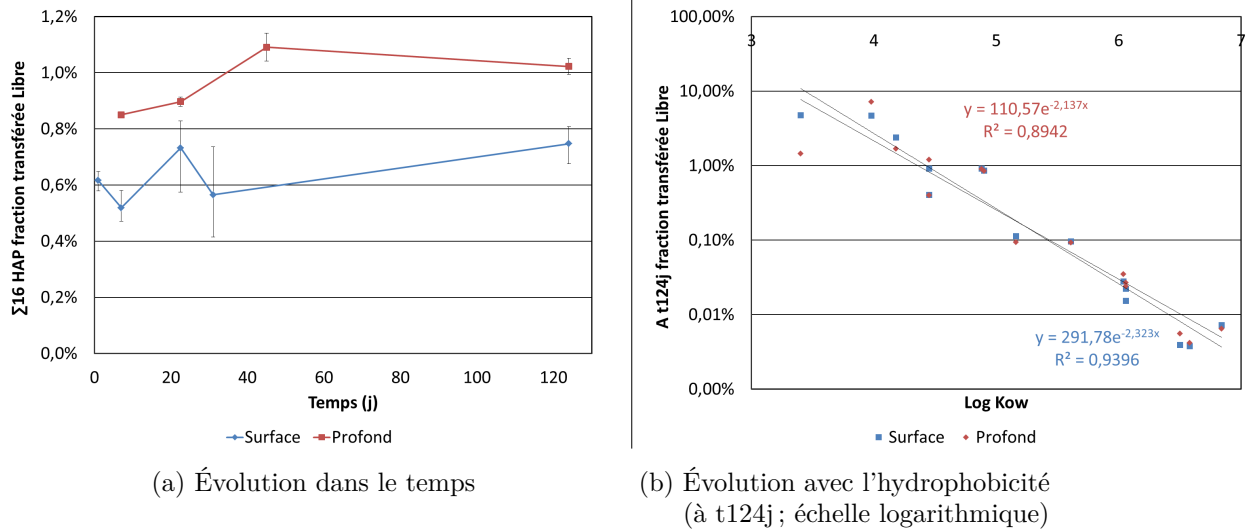 1,2%
1,0%
0,8%
0,6%
0,4%
0,2%
0,0%
0
20
40
60
80
100
120
∑16 HAP fraction transférée Libre
Temps (j)
Surface
Profond
(a) Évolution dans le temps
100,00%
10,00%
1,00%
0,10%
0,01%
0,00%
3
4
5
6
7
A t124j fraction transférée Libre
y = 110,57e-2,137x
R² = 0,8942
y = 291,78e-2,323x
R² = 0,9396
Log Kow
Surface
Profond
(b) Évolution avec l'hydrophobicité
(à t124j ; échelle logarithmique)